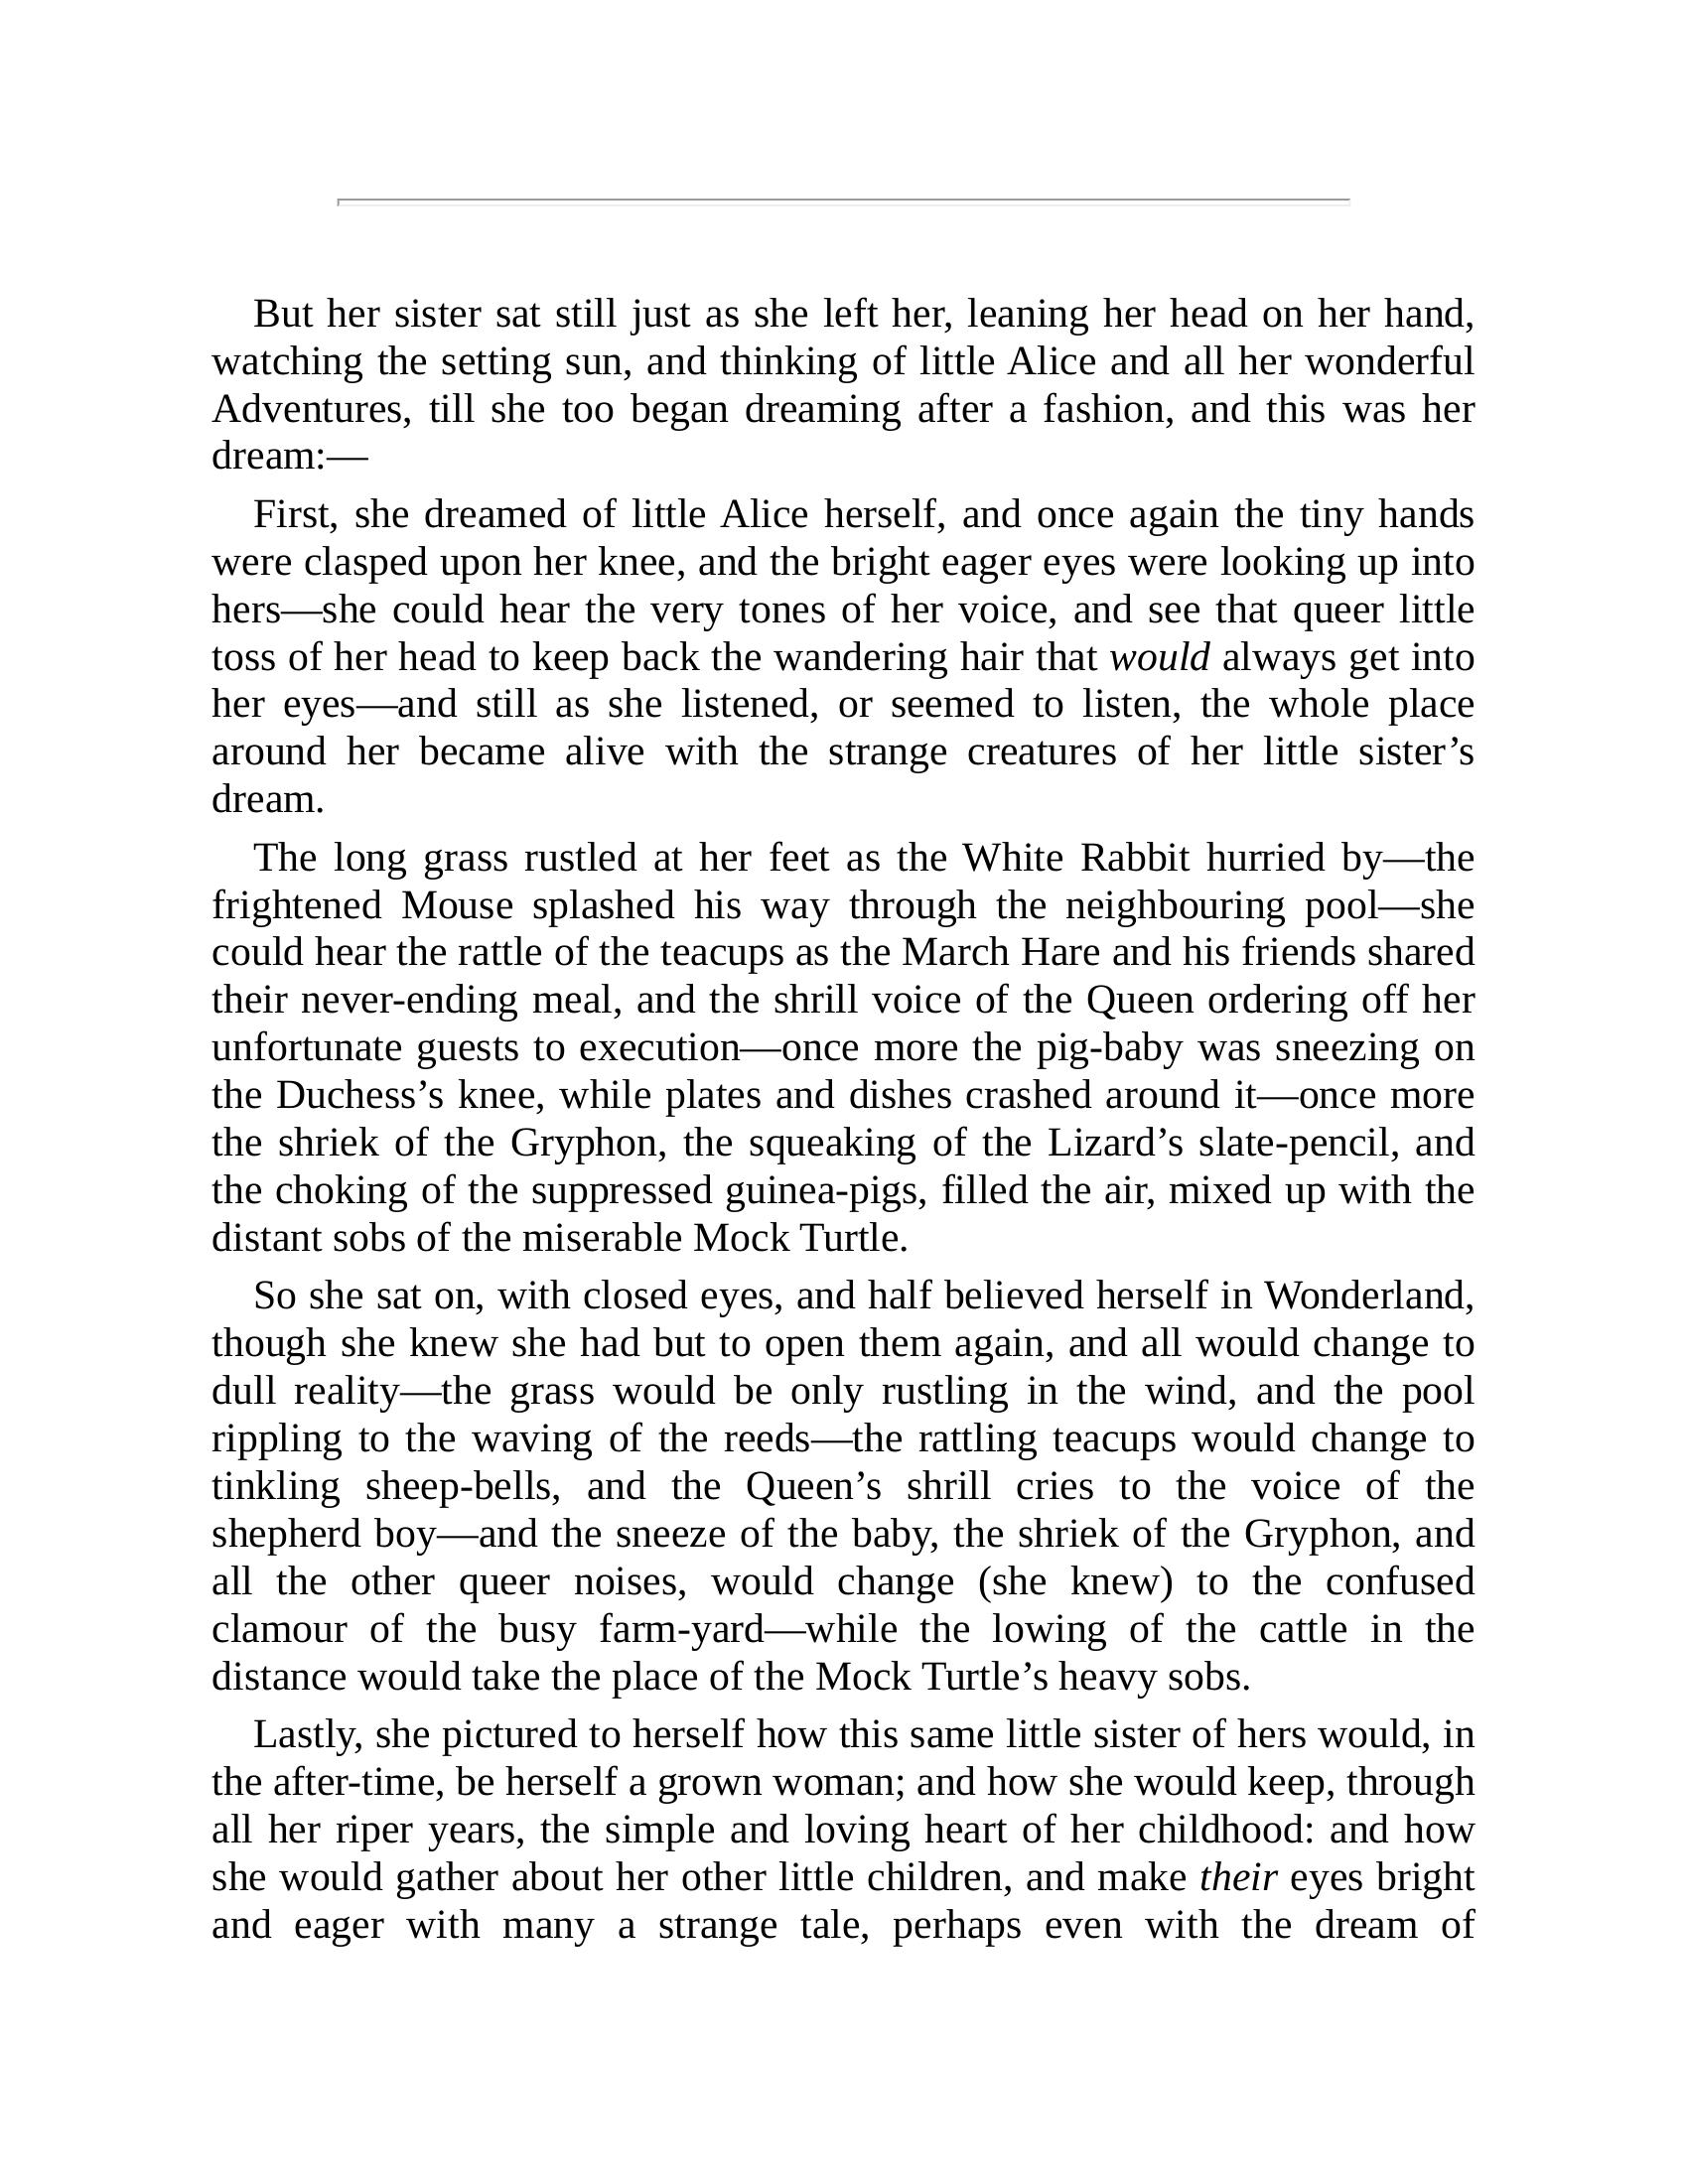 But her sister sat still just as she left her, leaning her head on her hand,
watching the setting sun, and thinking of little Alice and all her wonderful
Adventures, till she too began dreaming after a fashion, and this was her
dream:—
First, she dreamed of little Alice herself, and once again the tiny hands
were clasped upon her knee, and the bright eager eyes were looking up into
hers—she could hear the very tones of her voice, and see that queer little
toss of her head to keep back the wandering hair that would always get into
her eyes—and still as she listened, or seemed to listen, the whole place
around her became alive with the strange creatures of her little sister’s
dream.
The long grass rustled at her feet as the White Rabbit hurried by—the
frightened Mouse splashed his way through the neighbouring pool—she
could hear the rattle of the teacups as the March Hare and his friends shared
their never-ending meal, and the shrill voice of the Queen ordering off her
unfortunate guests to execution—once more the pig-baby was sneezing on
the Duchess’s knee, while plates and dishes crashed around it—once more
the shriek of the Gryphon, the squeaking of the Lizard’s slate-pencil, and
the choking of the suppressed guinea-pigs, filled the air, mixed up with the
distant sobs of the miserable Mock Turtle.
So she sat on, with closed eyes, and half believed herself in Wonderland,
though she knew she had but to open them again, and all would change to
dull reality—the grass would be only rustling in the wind, and the pool
rippling to the waving of the reeds—the rattling teacups would change to
tinkling sheep-bells, and the Queen’s shrill cries to the voice of the
shepherd boy—and the sneeze of the baby, the shriek of the Gryphon, and
all the other queer noises, would change (she knew) to the confused
clamour of the busy farm-yard—while the lowing of the cattle in the
distance would take the place of the Mock Turtle’s heavy sobs.
Lastly, she pictured to herself how this same little sister of hers would, in
the after-time, be herself a grown woman; and how she would keep, through
all her riper years, the simple and loving heart of her childhood: and how
she would gather about her other little children, and make their eyes bright
and eager with many a strange tale, perhaps even with the dream of